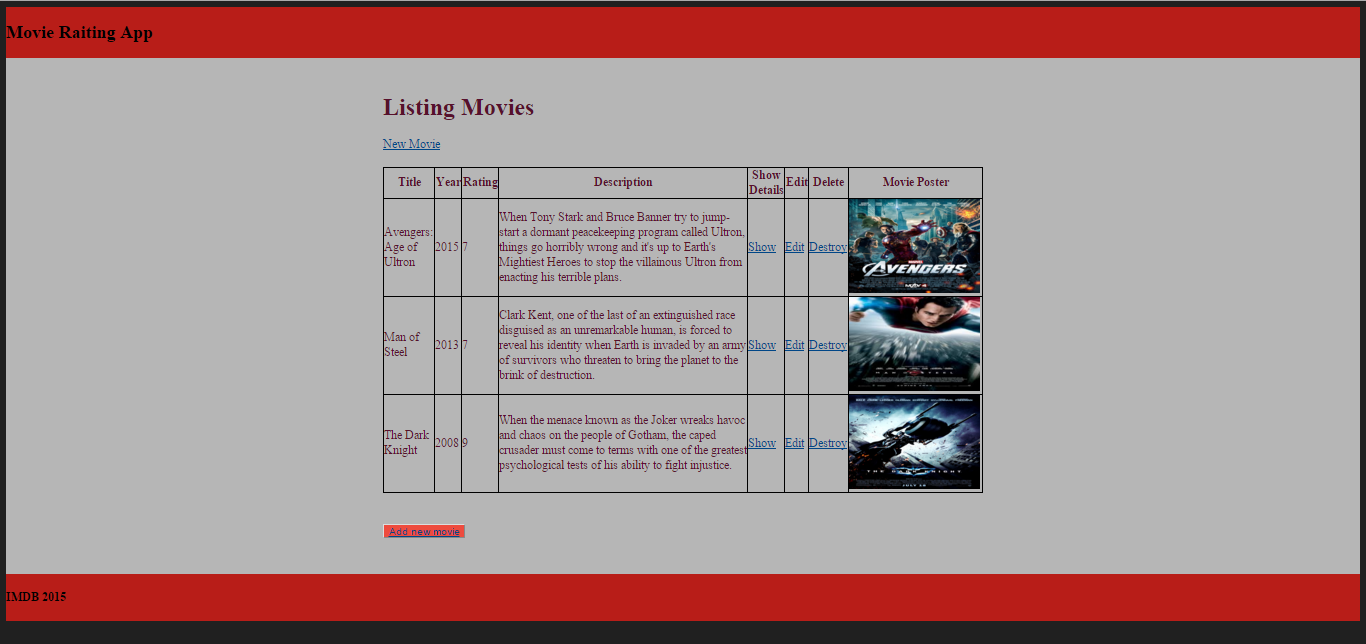 Movie Raiting App
Listing Movies
New Movie
Title Year Rating Description Show Details Edit Delete Movie Poster
Avengers: Age of Ultron
2015 7
When Tony Stark and Bruce Banner try to jump-
start a dormant peacekeeping program called Ultron,
things go horribly wrong and it's up to Earth's
Mightiest Heroes to stop the villainous Ultron from
enacting his terrible plans.
Show Edit Destroy
MARVEL
AVENGERS
MAY 4
Man of Steel
2013 7
Clark Kent, one of the last of an extinguished race
disguised as an unremarkable human, is forced to
reveal his identity when Earth is invaded by an army
of survivors who threaten to bring the planet to the
brink of destruction.
Show Edit Destroy
MAN OF STEEL
The Dark Knight
2008 9
When the menace known as the Joker wreaks havoc
and chaos on the people of Gotham, the caped
crusader must come to terms with one of the greatest
psychological tests of his ability to fight injustice.
Show Edit Destroy
THE DARK KNIGHT
JULY 18
Add new movie
IMDB 2015